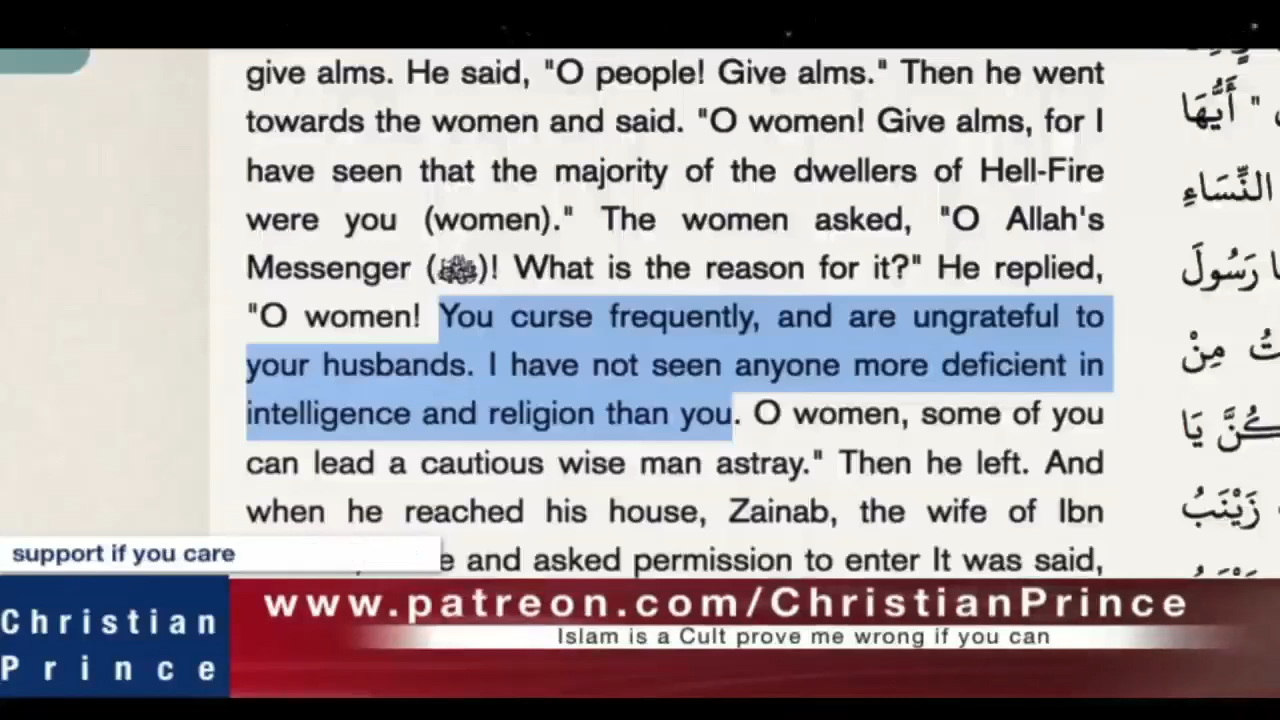 give alms. He said, "O people! Give alms." Then he went
towards the women and said. "O women! Give alms, for I
have seen that the majority of the dwellers of Hell-Fire
were you (women)." The women asked, "O Allah's
Messenger (ﷺ)! What is the reason for it?" He replied,
"O women! You curse frequently, and are ungrateful to
your husbands. I have not seen anyone more deficient in
intelligence and religion than you. O women, some of you
can lead a cautious wise man astray." Then he left. And
when he reached his house, Zainab, the wife of Ibn
and asked permission to enter It was said,
" أَيُّهَا
النِّسَاءِ
رَسُولَ
مِنْ
كُنَّ يَا
زَيْنَبُ
support if you care
Christian
Prince
www.patreon.com/ChristianPrince
Islam is a Cult prove me wrong if you can